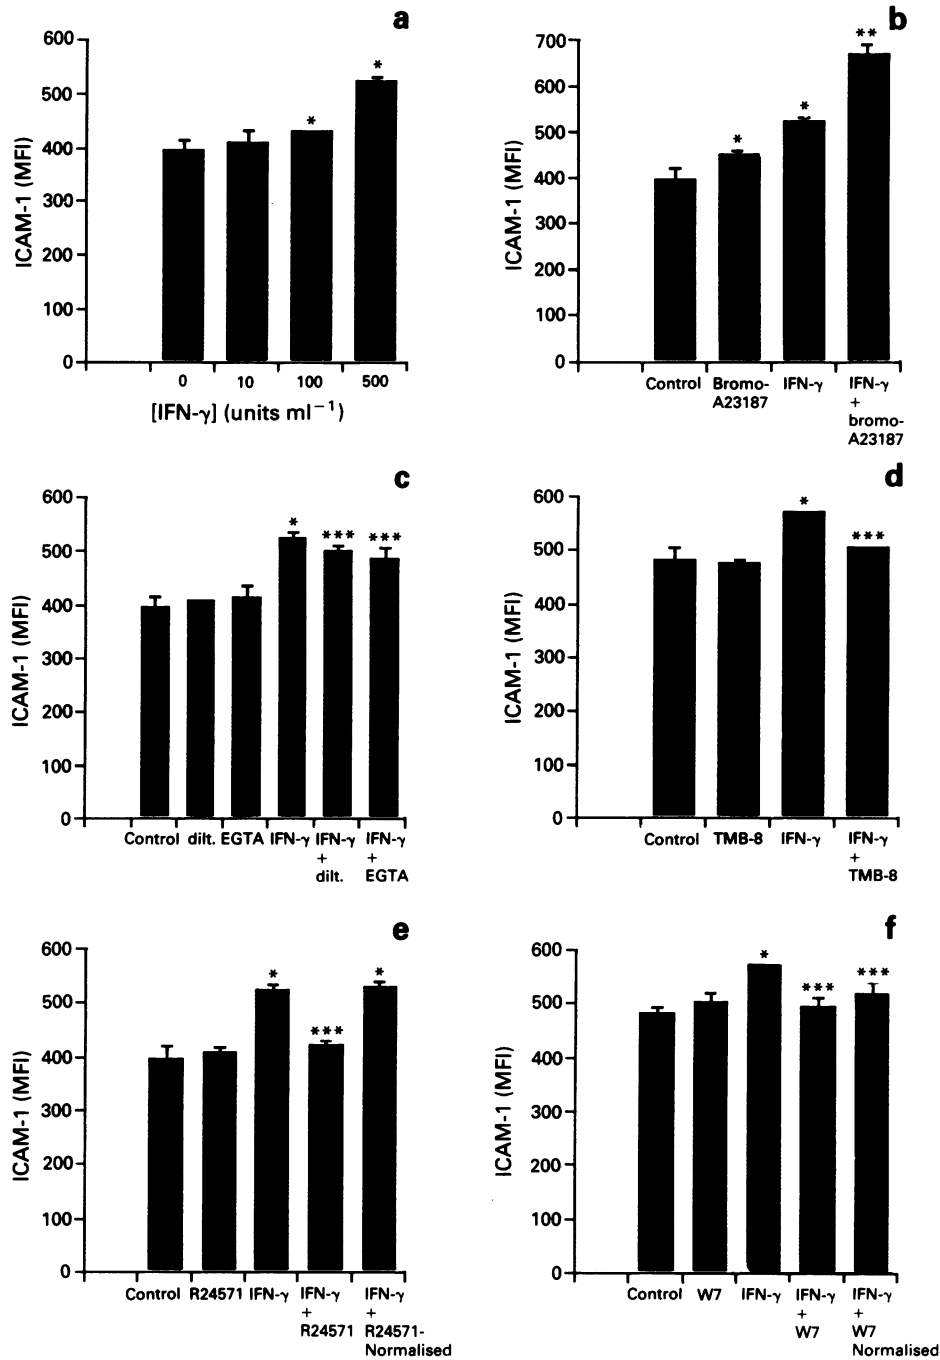 a
600
500
400
300
200
100
0
ICAM-1 (MFI)
*
*
0 10 100 500
[IFN-γ] (units ml⁻¹)
b
700
600
500
400
300
200
100
0
ICAM-1 (MFI)
*
*
**
Control Bromo- IFN-γ IFN-γ
A23187 +
bromo-
A23187
c
600
500
400
300
200
100
0
ICAM-1 (MFI)
*
***
***
Control dilt. EGTA IFN-γ IFN-γ IFN-γ
+ +
dilt. EGTA
d
600
500
400
300
200
100
0
ICAM-1 (MFI)
*
***
Control TMB-8 IFN-γ IFN-γ
+
TMB-8
e
600
500
400
300
200
100
0
ICAM-1 (MFI)
*
***
*
Control R24571 IFN-γ IFN-γ IFN-γ
+ +
R24571 R24571-
Normalised
f
600
500
400
300
200
100
0
ICAM-1 (MFI)
*
***
***
Control W7 IFN-γ IFN-γ IFN-γ
+ +
W7 W7
Normalised